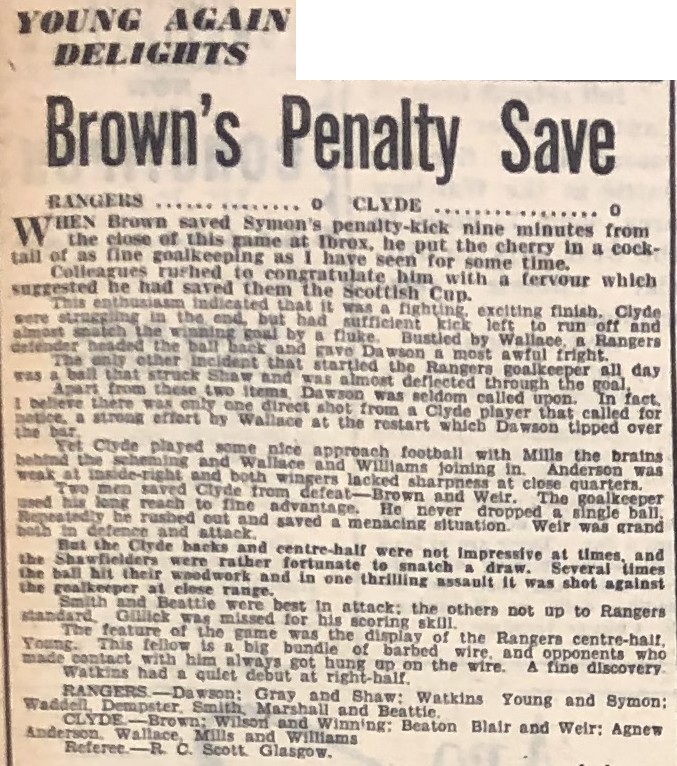 YOUNG AGAIN
DELIGHTS
Brown's Penalty Save
RANGERS .............. 0 CLYDE ................ 0
WHEN Brown saved Symon's penalty-kick nine minutes from
the close of this game at Ibrox, he put the cherry in a cock-
tail of as fine goalkeeping as I have seen for some time.
Colleagues rushed to congratulate him with a fervour which
suggested he had saved them the Scottish Cup.
This enthusiasm indicated that it was a fighting, exciting finish. Clyde
were struggling in the end, but had sufficient kick left to run off and
almost snatch the winning goal by a fluke. Bustled by Wallace, a Rangers
defender headed the ball back and gave Dawson a most awful fright.
The only other incident that startled the Rangers goalkeeper all day
was a ball that struck Shaw and was almost deflected through the goal.
Apart from these two items, Dawson was seldom called upon. In fact,
I believe there was only one direct shot from a Clyde player that called for
notice, a strong effort by Wallace at the restart which Dawson tipped over
the bar.
Yet Clyde played some nice approach football with Mills the brains
behind the scheming and Wallace and Williams joining in. Anderson was
weak at inside-right and both wingers lacked sharpness at close quarters.
Two men saved Clyde from defeat—Brown and Weir. The goalkeeper
used his long reach to fine advantage. He never dropped a single ball.
Repeatedly he rushed out and saved a menacing situation. Weir was grand
both in defence and attack.
But the Clyde backs and centre-half were not impressive at times, and
the Shawfielders were rather fortunate to snatch a draw. Several times
the ball hit their woodwork and in one thrilling assault it was shot against
the goalkeeper at close range.
Smith and Beattie were best in attack; the others not up to Rangers
standard. Gillick was missed for his scoring skill.
The feature of the game was the display of the Rangers centre-half,
Young. This fellow is a big bundle of barbed wire, and opponents who
made contact with him always got hung up on the wire. A fine discovery.
Watkins had a quiet debut at right-half.
RANGERS.—Dawson; Gray and Shaw; Watkins Young and Symon;
Waddell, Dempster, Smith, Marshall and Beattie.
CLYDE.—Brown; Wilson and Winning; Beaton Blair and Weir; Agnew
Anderson, Wallace, Mills and Williams
Referee.—R. C. Scott, Glasgow.